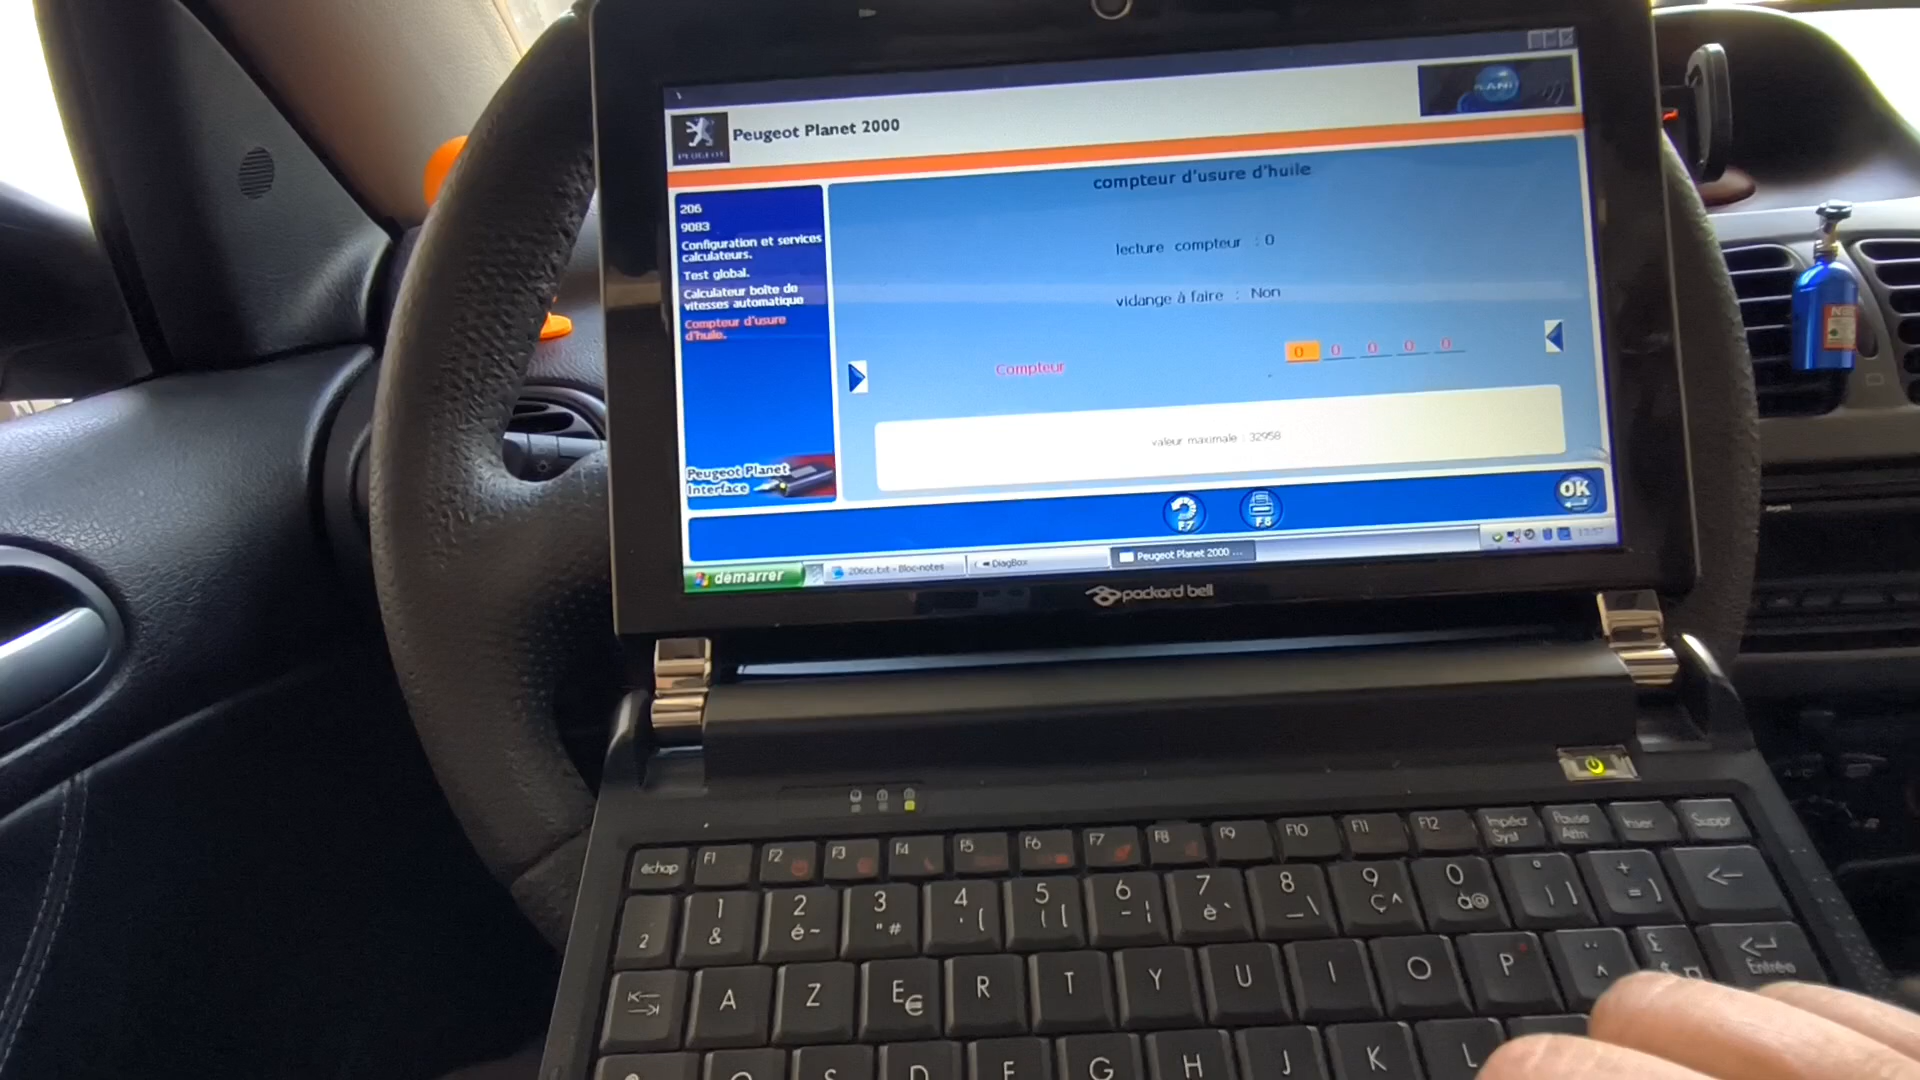 PLANET
PEUGEOT
Peugeot Planet 2000
compteur d'usure d'huile
206
9083
Configuration et services
calculateurs.
Test global.
Calculateur boîte de
vitesses automatique
Compteur d'usure
d'huile.
lecture compteur : 0
vidange à faire : Non
Compteur
0 0 0 0 0
valeur maximale : 32958
Peugeot Planet
Interface
F7
F8
OK
démarrer
206cc.txt - Bloc-notes
DiagBox
Peugeot Planet 2000 ...
packard bell
échap F1 F2 F3 F4 F5 F6 F7 F8 F9 F10 F11 F12 Impécr Syst Pause Attn Inser Suppr
2 1 & 2 é ~ 3 " # 4 ' ( 5 ( [ 6 - ¦ 7 è ` 8 _ \ 9 ç ^ 0 à @ ° ) ] + = }
A Z E € R T Y U I O P ¨ ^ £ ¤ Entrée
Q S D F G H J K L